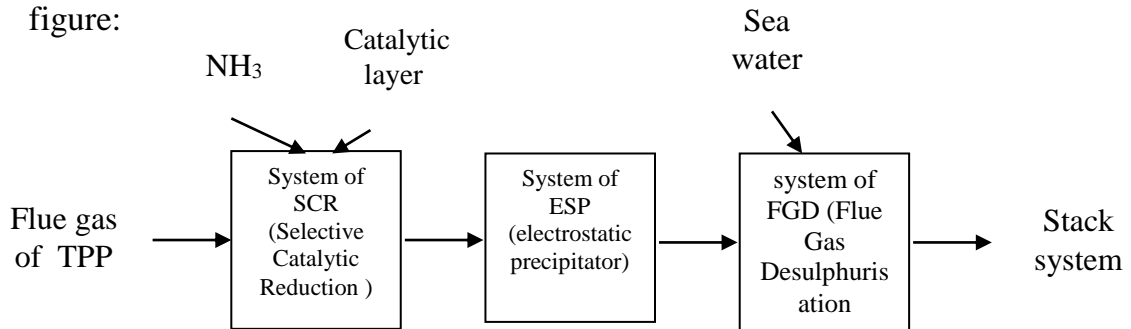 figure:
NH3
Catalytic
layer
Sea
water
Flue gas
of TPP
System of
SCR
(Selective
Catalytic
Reduction )
System of
ESP
(electrostatic
precipitator)
system of
FGD (Flue
Gas
Desulphuris
ation
Stack
system